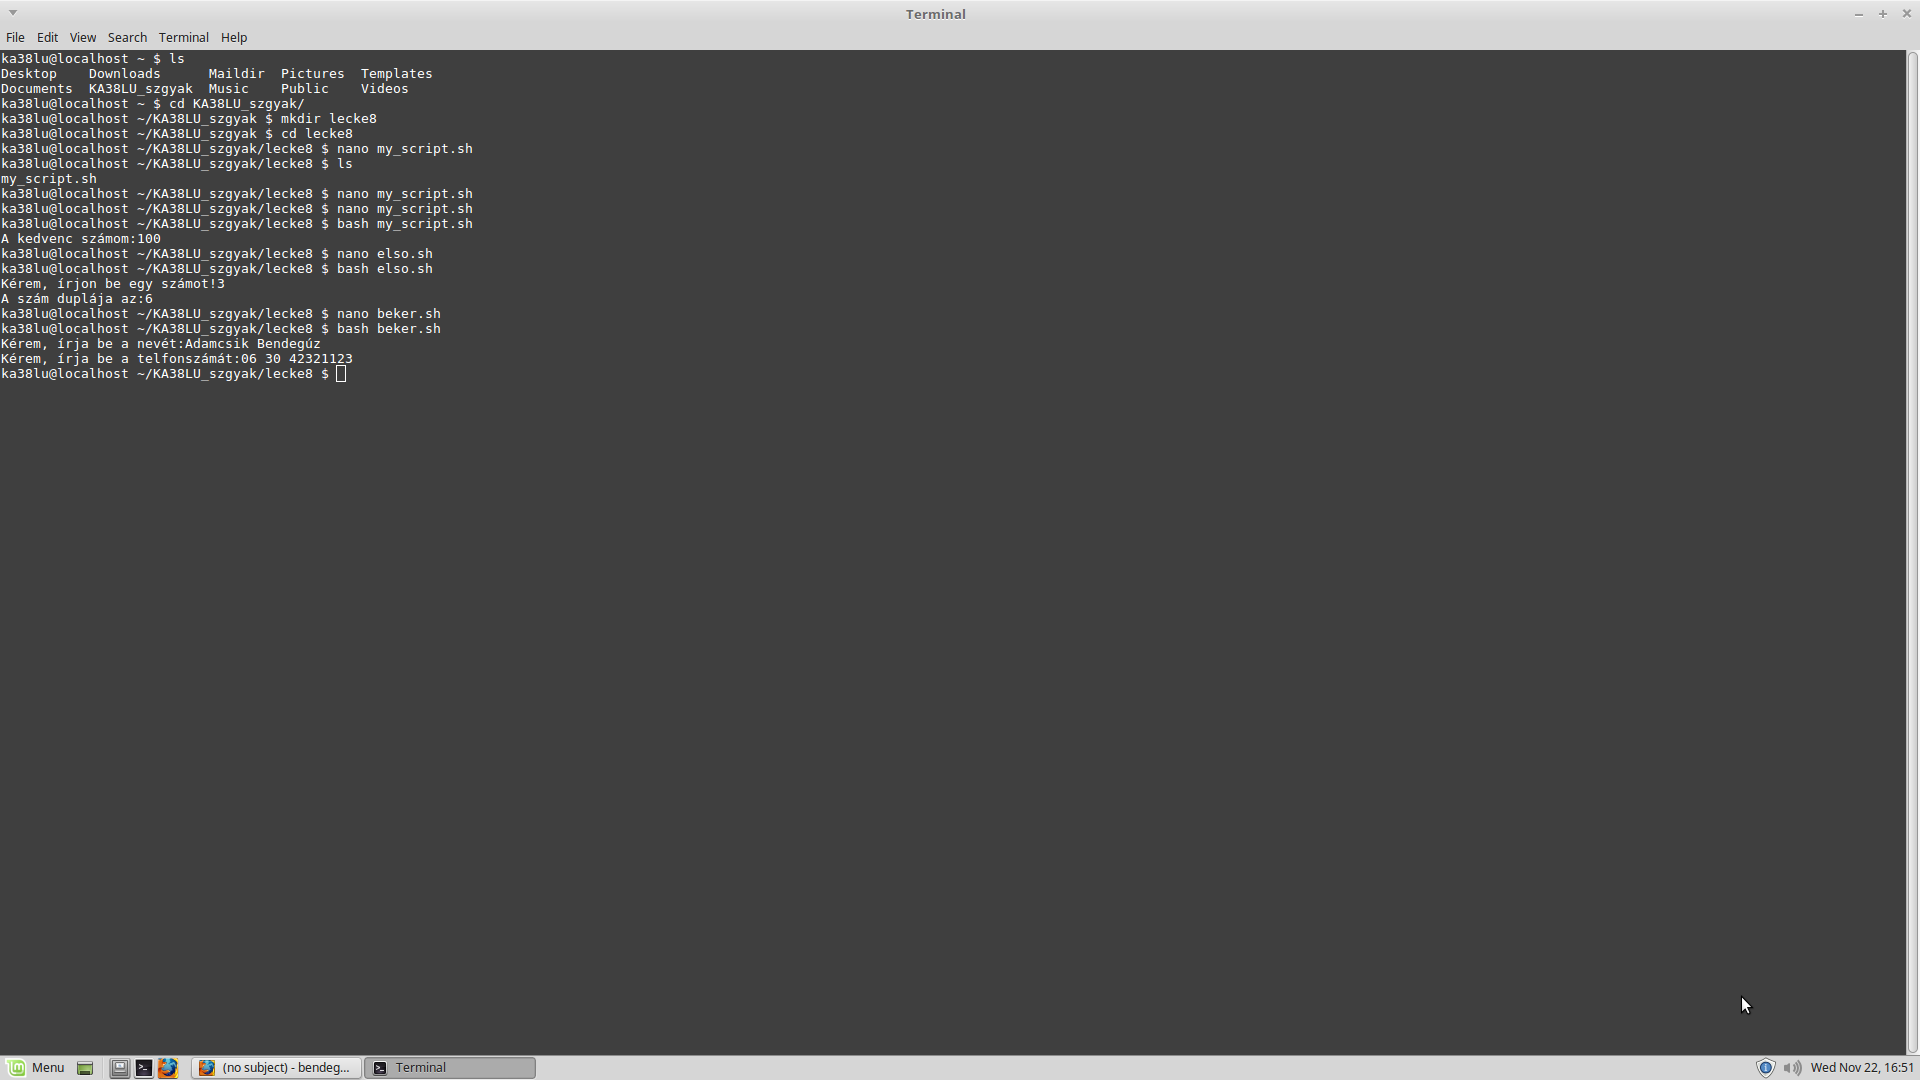 Terminal
File Edit View Search Terminal Help
ka38lu@localhost ~ $ ls
Desktop    Downloads      Maildir  Pictures  Templates
Documents  KA38LU_szgyak  Music    Public    Videos
ka38lu@localhost ~ $ cd KA38LU_szgyak/
ka38lu@localhost ~/KA38LU_szgyak $ mkdir lecke8
ka38lu@localhost ~/KA38LU_szgyak $ cd lecke8
ka38lu@localhost ~/KA38LU_szgyak/lecke8 $ nano my_script.sh
ka38lu@localhost ~/KA38LU_szgyak/lecke8 $ ls
my_script.sh
ka38lu@localhost ~/KA38LU_szgyak/lecke8 $ nano my_script.sh
ka38lu@localhost ~/KA38LU_szgyak/lecke8 $ nano my_script.sh
ka38lu@localhost ~/KA38LU_szgyak/lecke8 $ bash my_script.sh
A kedvenc számom:100
ka38lu@localhost ~/KA38LU_szgyak/lecke8 $ nano elso.sh
ka38lu@localhost ~/KA38LU_szgyak/lecke8 $ bash elso.sh
Kérem, írjon be egy számot!3
A szám duplája az:6
ka38lu@localhost ~/KA38LU_szgyak/lecke8 $ nano beker.sh
ka38lu@localhost ~/KA38LU_szgyak/lecke8 $ bash beker.sh
Kérem, írja be a nevét:Adamcsik Bendegúz
Kérem, írja be a telfonszámát:06 30 42321123
ka38lu@localhost ~/KA38LU_szgyak/lecke8 $
Menu (no subject) - bendeg... Terminal Wed Nov 22, 16:51